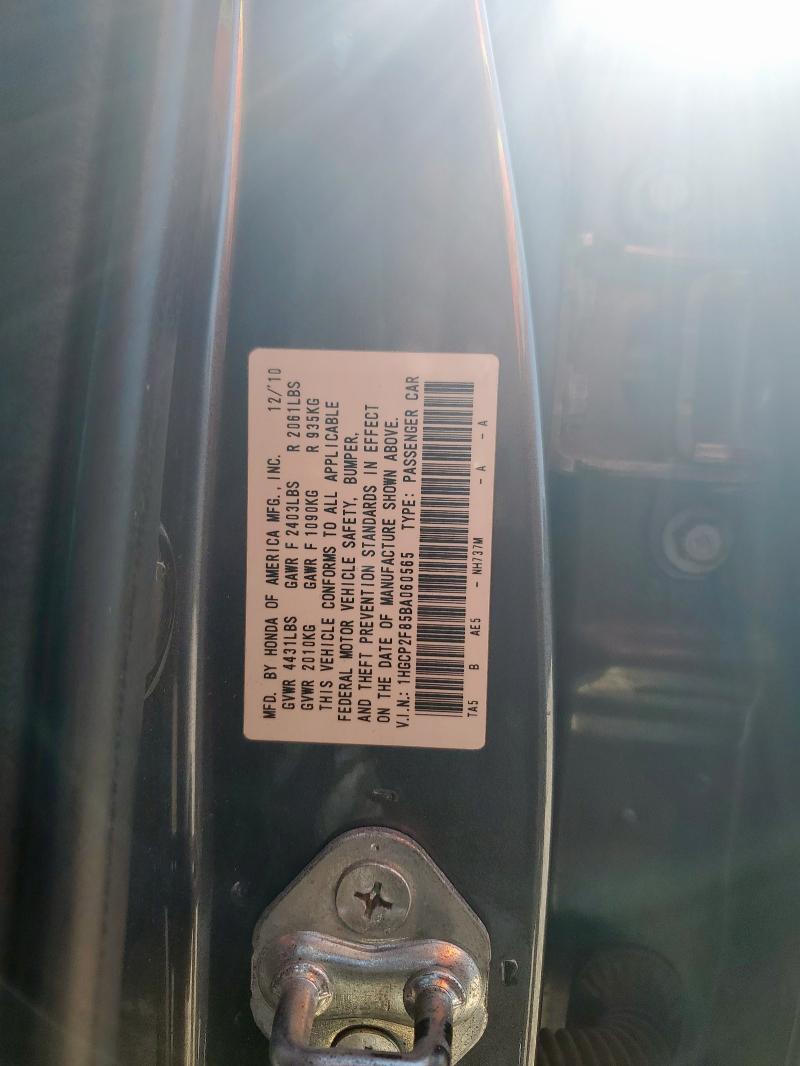 MFD. BY HONDA OF AMERICA MFG., INC. 12/'10
GVWR 4431LBS GAWR F 2403LBS R 2061LBS
GVWR 2010KG GAWR F 1090KG R 935KG
THIS VEHICLE CONFORMS TO ALL APPLICABLE
FEDERAL MOTOR VEHICLE SAFETY, BUMPER,
AND THEFT PREVENTION STANDARDS IN EFFECT
ON THE DATE OF MANUFACTURE SHOWN ABOVE.
V.I.N.: 1HGCP2F85BA060565 TYPE: PASSENGER CAR
TA5 B AE5 - NH737M - A - A